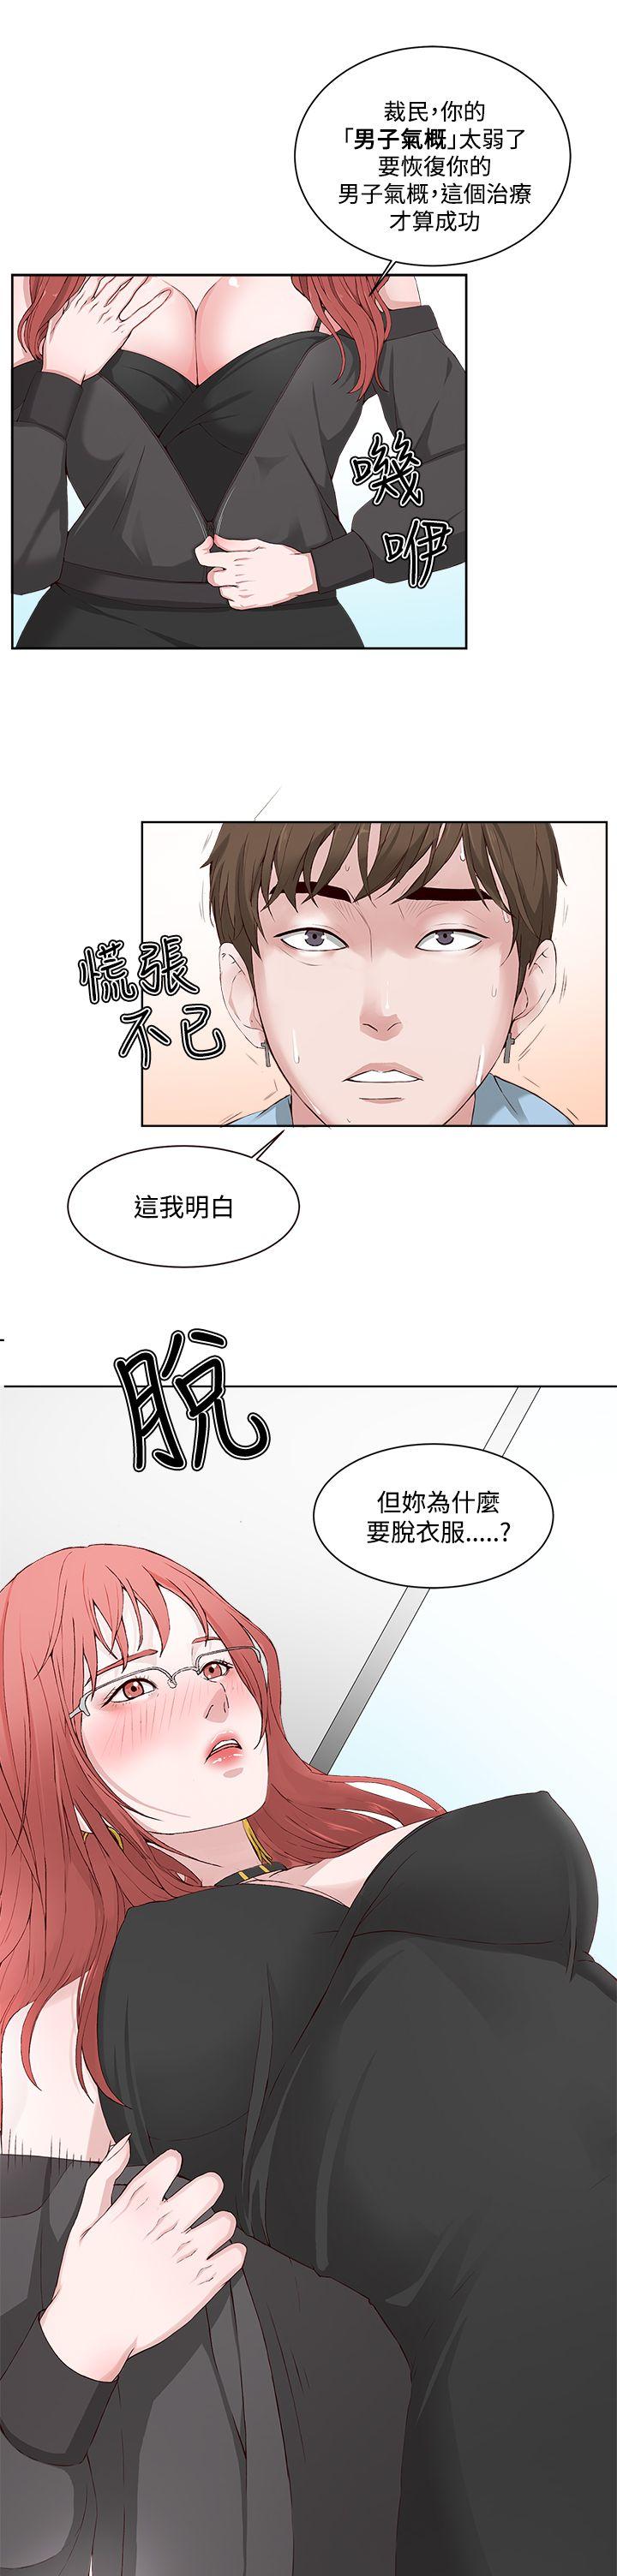 裁民，你的
「男子氣概」太弱了
要恢復你的
男子氣概，這個治療
才算成功
嘰
咿
慌張
不已
這我明白
脫
但妳為什麼
要脫衣服.....?